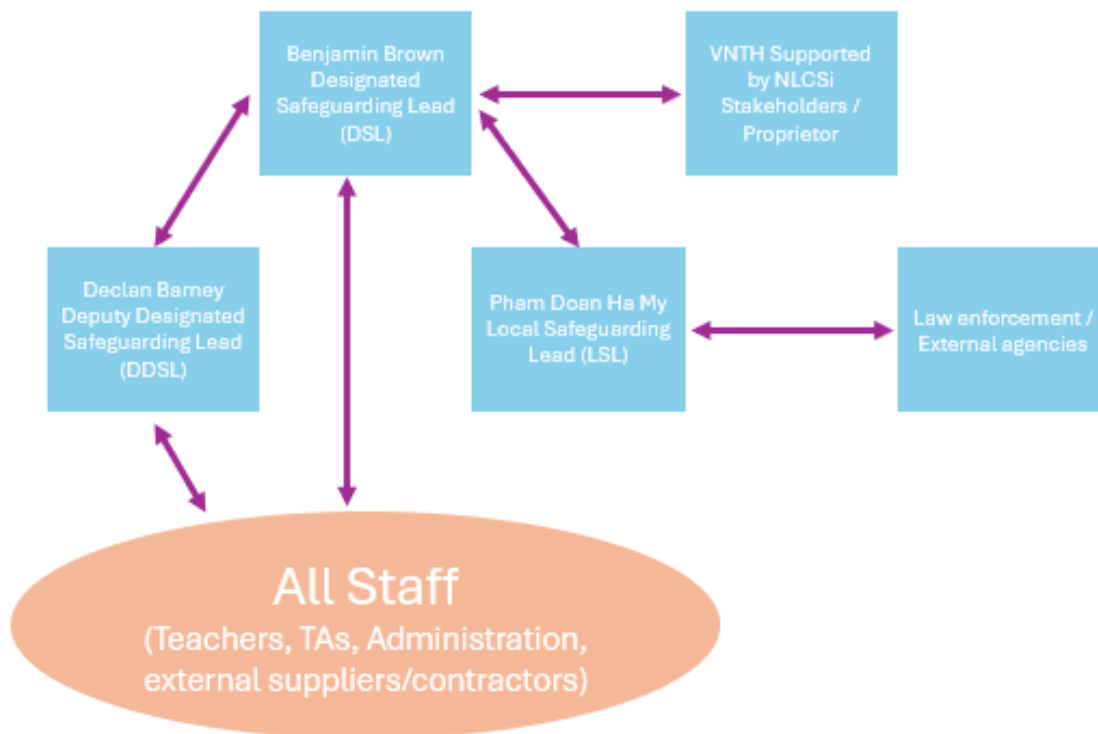 Benjamin Brown
Designated
Safeguarding Lead
(DSL)
VNTH Supported
by NLCSi
Stakeholders /
Proprietor
Declan Barney
Deputy Designated
Safeguarding Lead
(DDSL)
Pham Doan Ha My
Local Safeguarding
Lead (LSL)
Law enforcement /
External agencies
All Staff
(Teachers, TAs, Administration,
external suppliers/contractors)